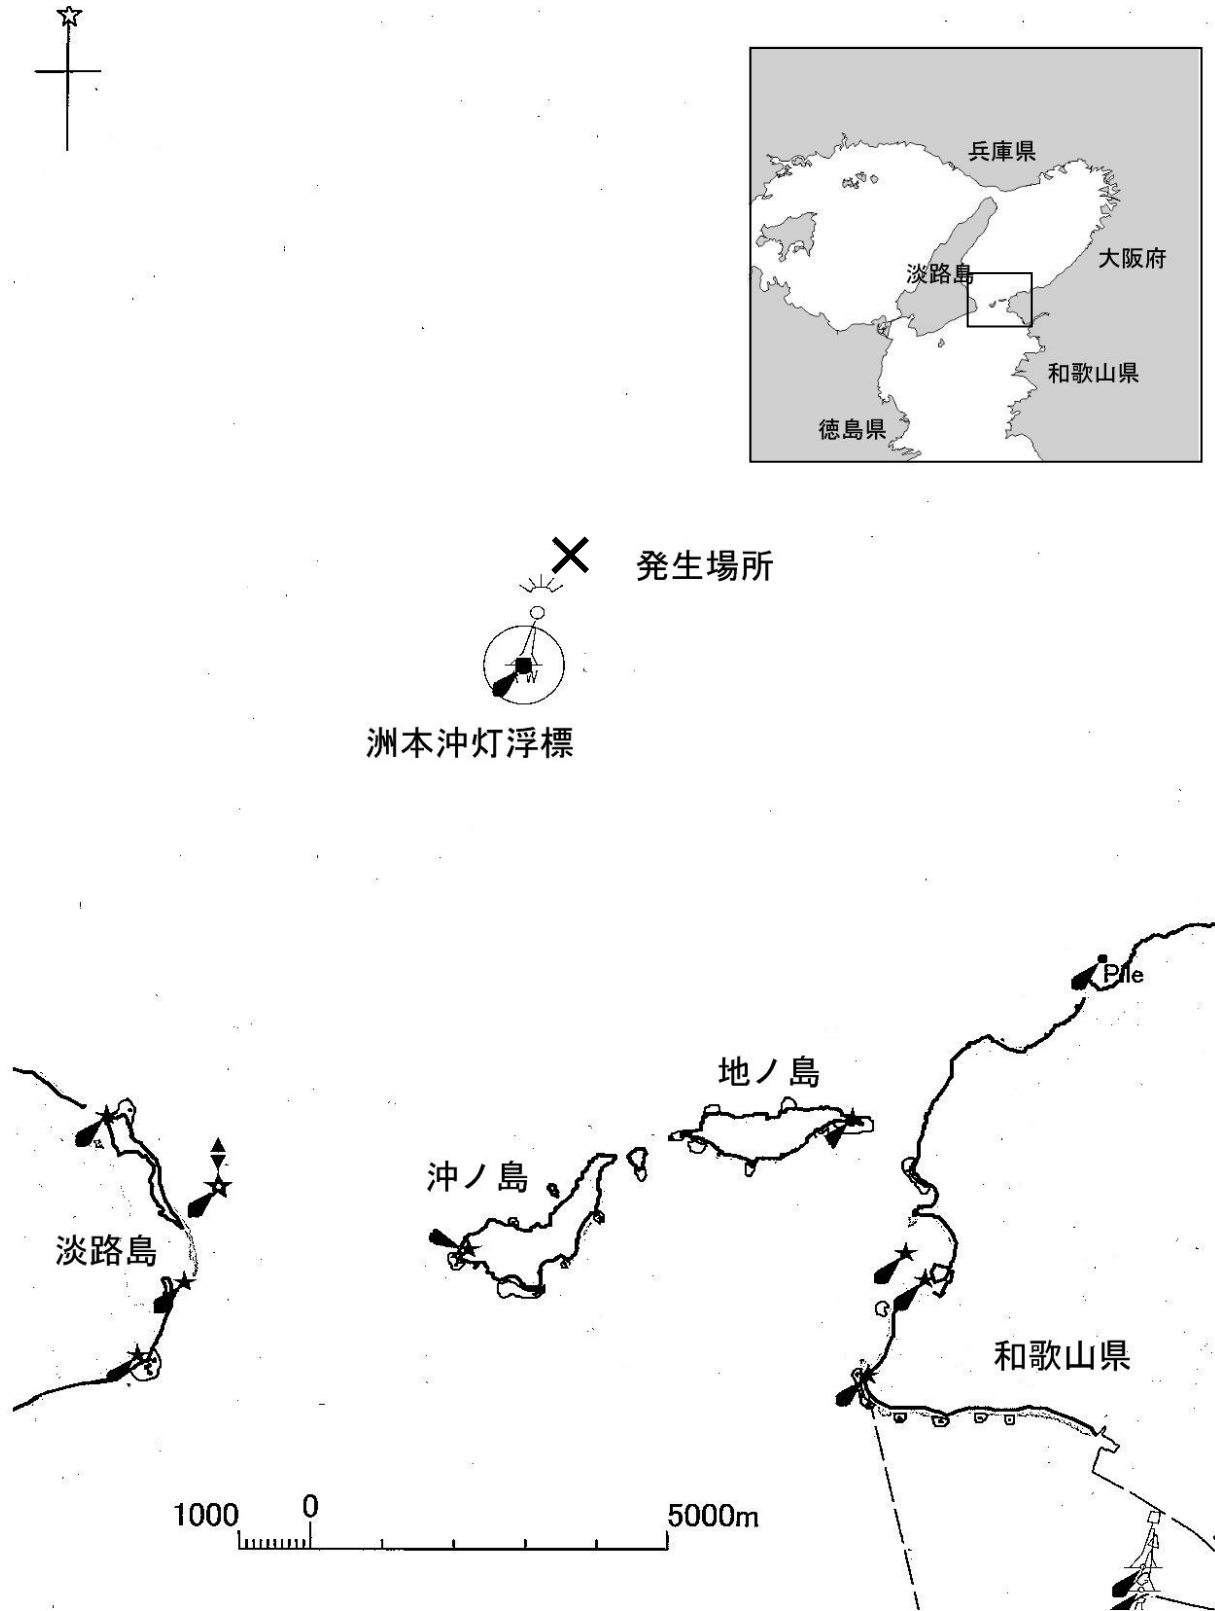 兵庫県
大阪府
淡路島
和歌山県
徳島県
発生場所
洲本沖灯浮標
Pile
地ノ島
沖ノ島
淡路島
和歌山県
1000 0 5000m